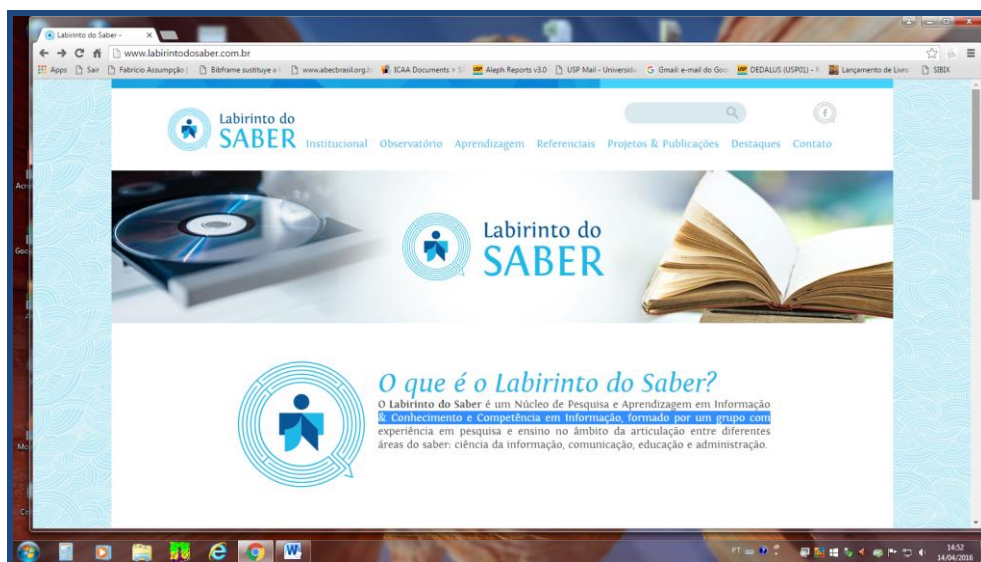 Labirinto do Saber -
www.labirintodosaber.com.br
Apps Sair Fabricio Assumpção | Bibframe sustituye a www.abecbrasil.org.b ICAA Documents > Aleph Reports v3.0 USP Mail - Universid Gmail: e-mail do Goo DEDALUS (USP01) - Lançamento de Livro SIBIX
Labirinto do
SABER
Institucional Observatório Aprendizagem Referenciais Projetos & Publicações Destaques Contato
Labirinto do
SABER
O que é o Labirinto do Saber?
O Labirinto do Saber é um Núcleo de Pesquisa e Aprendizagem em Informação
& Conhecimento e Competência em Informação, formado por um grupo com
experiência em pesquisa e ensino no âmbito da articulação entre diferentes
áreas do saber: ciência da informação, comunicação, educação e administração.
PT
14:52
14/04/2016